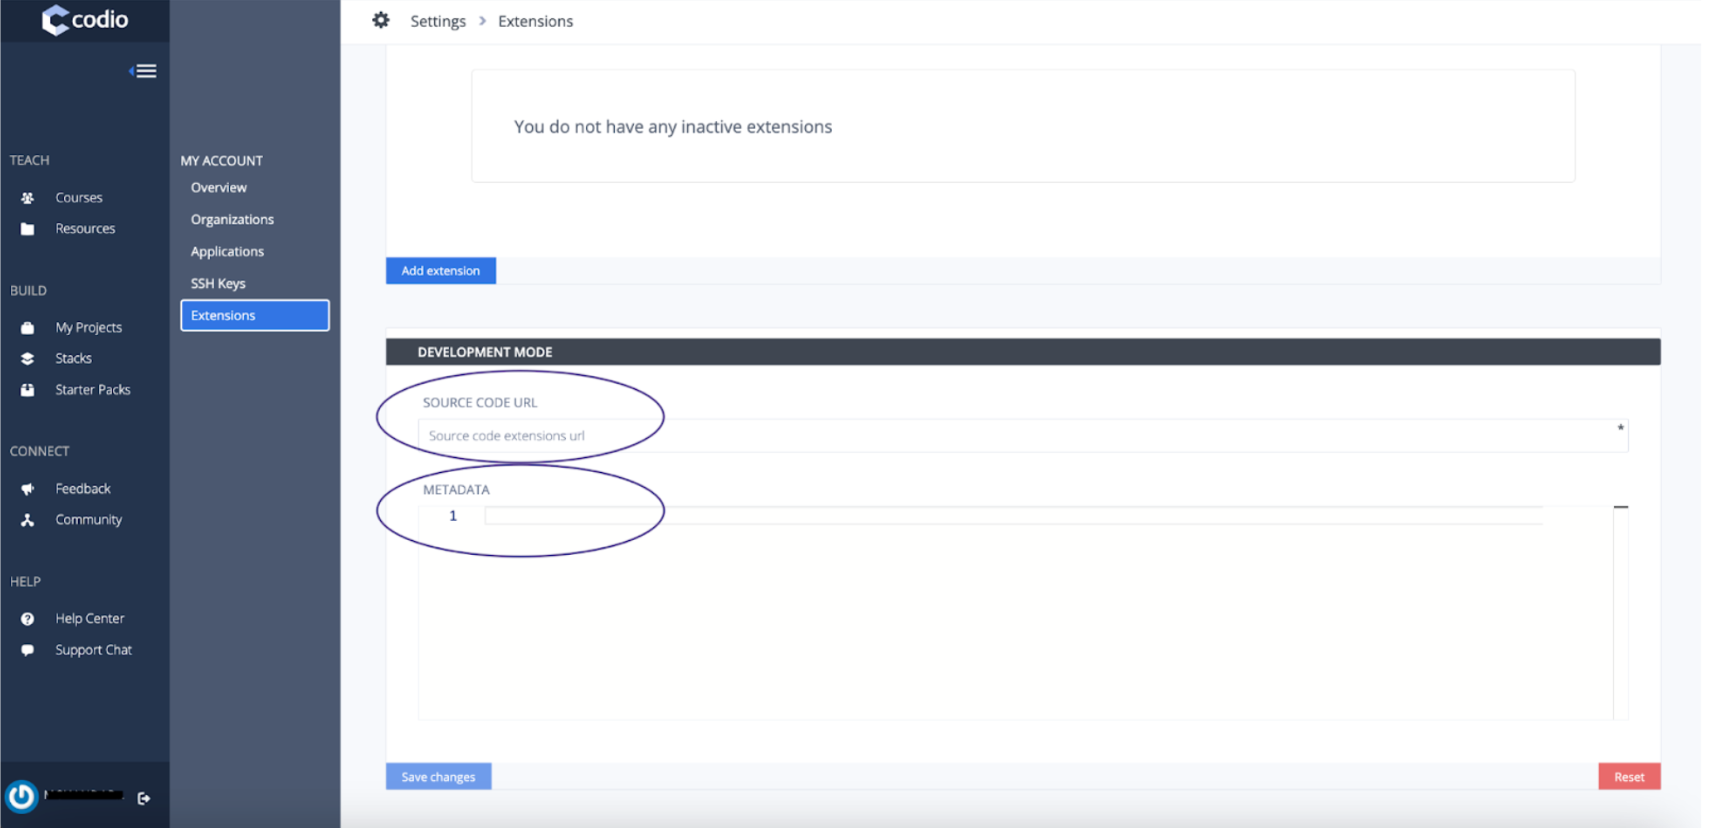 codio
Settings > Extensions
You do not have any inactive extensions
TEACH
Courses
Resources
BUILD
My Projects
Stacks
Starter Packs
CONNECT
Feedback
Community
HELP
Help Center
Support Chat
MY ACCOUNT
Overview
Organizations
Applications
SSH Keys
Extensions
Add extension
DEVELOPMENT MODE
SOURCE CODE URL
Source code extensions url
*
METADATA
1
Save changes
Reset